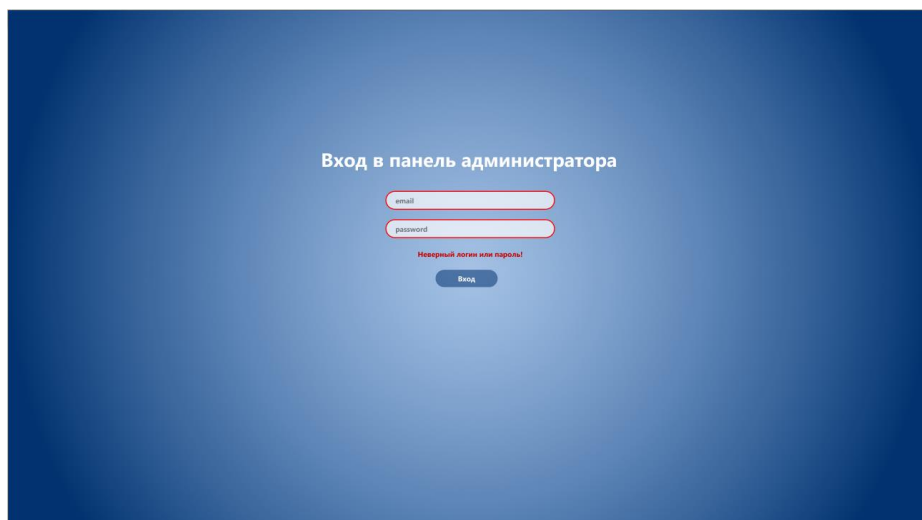 Вход в панель администратора
email
password
Неверный логин или пароль!
Вход